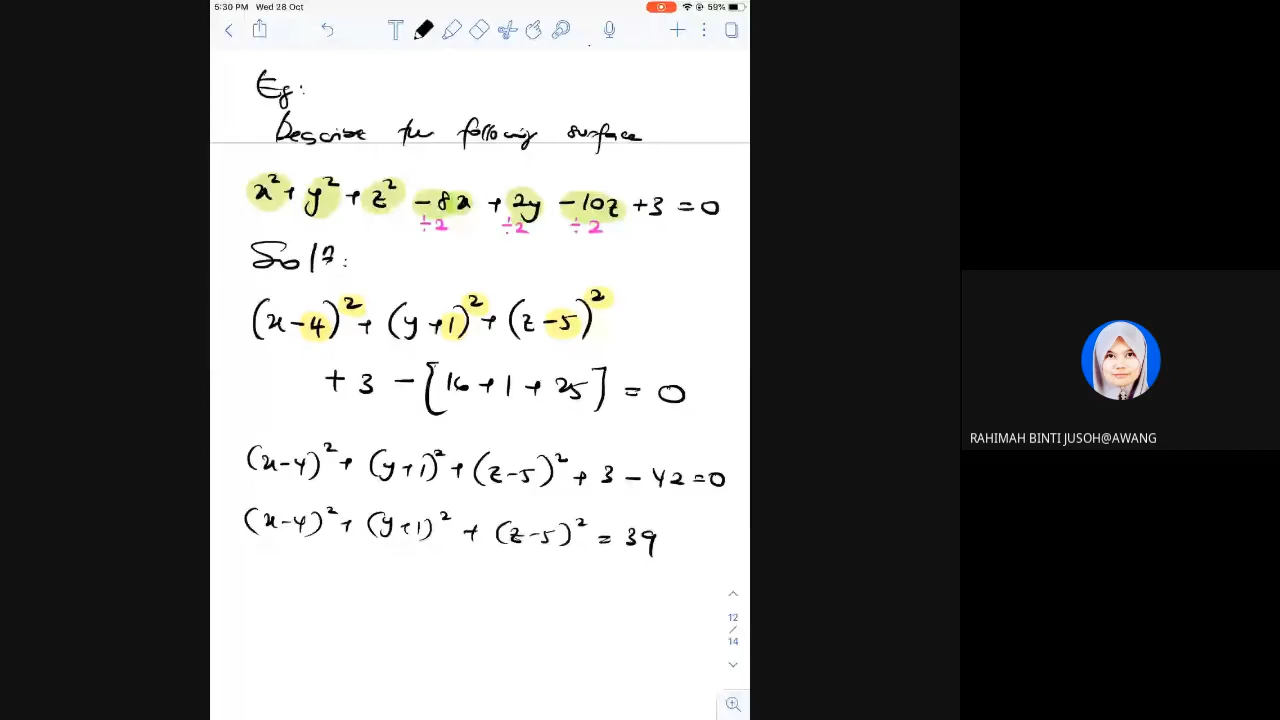 5:30 PM Wed 28 Oct
59%
T
Eg:
Describe the following surface
x² + y² + z² - 8x + 2y - 10z + 3 = 0
÷2 ÷2 ÷2
Solⁿ:
(x - 4)² + (y + 1)² + (z - 5)²
+ 3 - [16 + 1 + 25] = 0
(x - 4)² + (y + 1)² + (z - 5)² + 3 - 42 = 0
(x - 4)² + (y + 1)² + (z - 5)² = 39
12
/
14
RAHIMAH BINTI JUSOH@AWANG